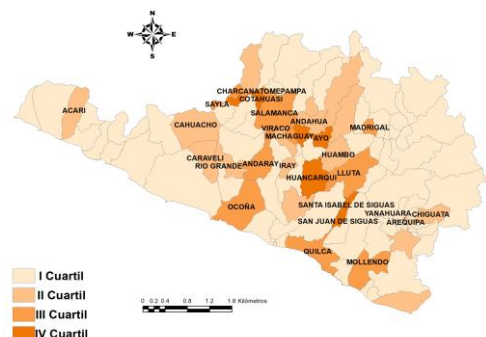 N
W E
S
CHARCANATOMEPAMPA
COTAHUASI
SAYLA
SALAMANCA
ACARI
ANDAHUA
CAHUACHO
VIRACO
AYO
MADRIGAL
MACHAGUAY
HUAMBO
CARAVELI
RIO GRANDE
ANDARAY
IRAY
HUANCARQUI
LLUTA
OCOÑA
SANTA ISABEL DE SIGUAS
YANAHUARA
CHIGUATA
SAN JUAN DE SIGUAS
AREQUIPA
QUILCA
MOLLENDO
I Cuartil
II Cuartil
III Cuartil
IV Cuartil
0 0.2 0.4 0.8 1.2 1.6 Kilómetros